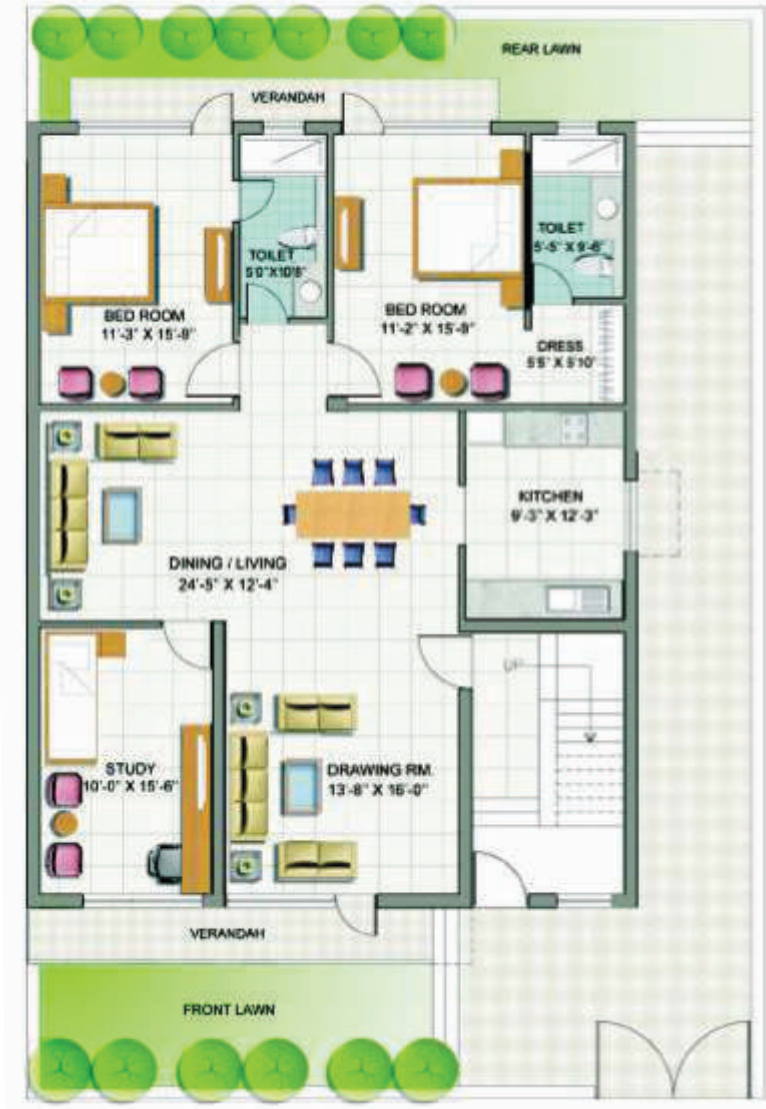 REAR LAWN
VERANDAH
TOILET
5'0"X10'8"
TOILET
5'-5" X 9'-6"
BED ROOM
11'-3" X 15'-9"
BED ROOM
11'-2" X 15'-9"
DRESS
5'5" X 5'10'
KITCHEN
9'-3" X 12'-3"
DINING / LIVING
24'-5" X 12'-4"
UP
STUDY
10'-0" X 15'-6"
DRAWING RM.
13'-8" X 16'-0"
VERANDAH
FRONT LAWN